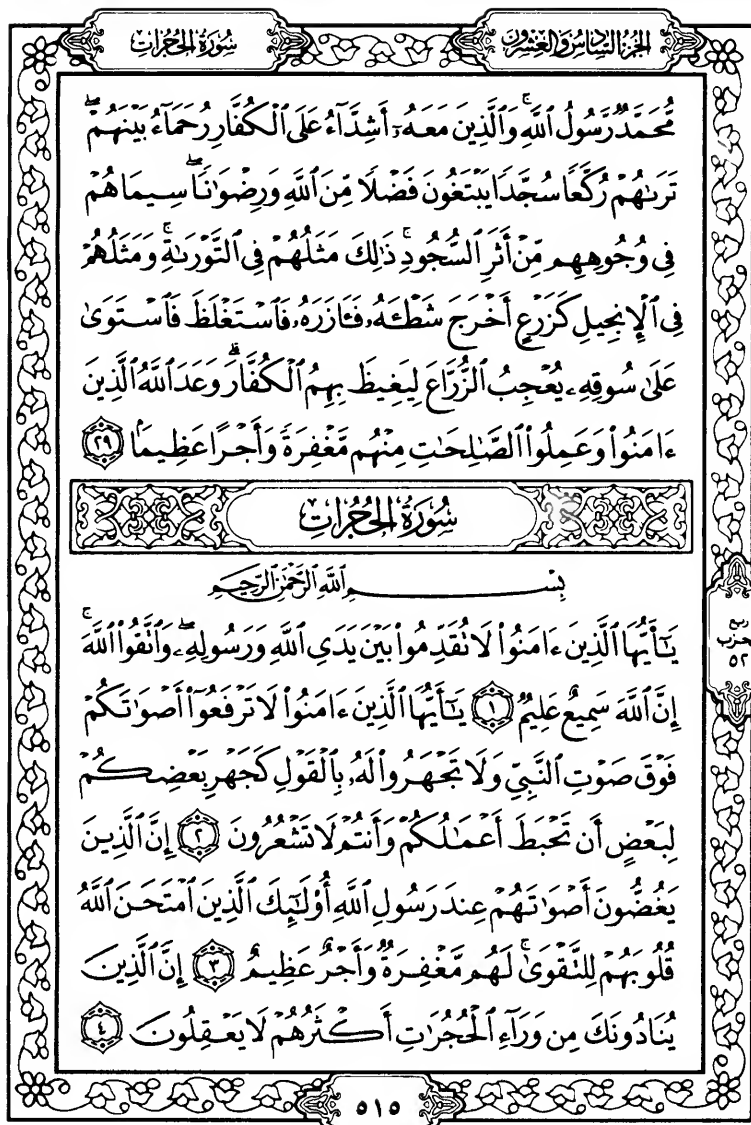 الجزء السادس والعشرون
سورة الحجرات
مُّحَمَّدٌ رَّسُولُ ٱللَّهِ ۚ وَٱلَّذِينَ مَعَهُۥٓ أَشِدَّآءُ عَلَى ٱلْكُفَّارِ رُحَمَآءُ بَيْنَهُمْ ۖ
تَرَىٰهُمْ رُكَّعًا سُجَّدًا يَبْتَغُونَ فَضْلًا مِّنَ ٱللَّهِ وَرِضْوَٰنًا ۖ سِيمَاهُمْ
فِى وُجُوهِهِم مِّنْ أَثَرِ ٱلسُّجُودِ ۚ ذَٰلِكَ مَثَلُهُمْ فِى ٱلتَّوْرَىٰةِ ۚ وَمَثَلُهُمْ
فِى ٱلْإِنجِيلِ كَزَرْعٍ أَخْرَجَ شَطْـَٔهُۥ فَـَٔازَرَهُۥ فَٱسْتَغْلَظَ فَٱسْتَوَىٰ
عَلَىٰ سُوقِهِۦ يُعْجِبُ ٱلزُّرَّاعَ لِيَغِيظَ بِهِمُ ٱلْكُفَّارَ ۗ وَعَدَ ٱللَّهُ ٱلَّذِينَ
ءَامَنُوا۟ وَعَمِلُوا۟ ٱلصَّٰلِحَٰتِ مِنْهُم مَّغْفِرَةً وَأَجْرًا عَظِيمًۢا ٢٩
سُورَةُ الحُجُرَاتِ
بِسْمِ ٱللَّهِ ٱلرَّحْمَٰنِ ٱلرَّحِيمِ
يَـٰٓأَيُّهَا ٱلَّذِينَ ءَامَنُوا۟ لَا تُقَدِّمُوا۟ بَيْنَ يَدَىِ ٱللَّهِ وَرَسُولِهِۦ ۖ وَٱتَّقُوا۟ ٱللَّهَ ۚ
إِنَّ ٱللَّهَ سَمِيعٌ عَلِيمٌ ١ يَـٰٓأَيُّهَا ٱلَّذِينَ ءَامَنُوا۟ لَا تَرْفَعُوٓا۟ أَصْوَٰتَكُمْ
فَوْقَ صَوْتِ ٱلنَّبِىِّ وَلَا تَجْهَرُوا۟ لَهُۥ بِٱلْقَوْلِ كَجَهْرِ بَعْضِكُمْ
لِبَعْضٍ أَن تَحْبَطَ أَعْمَٰلُكُمْ وَأَنتُمْ لَا تَشْعُرُونَ ٢ إِنَّ ٱلَّذِينَ
يَغُضُّونَ أَصْوَٰتَهُمْ عِندَ رَسُولِ ٱللَّهِ أُو۟لَـٰٓئِكَ ٱلَّذِينَ ٱمْتَحَنَ ٱللَّهُ
قُلُوبَهُمْ لِلتَّقْوَىٰ ۚ لَهُم مَّغْفِرَةٌ وَأَجْرٌ عَظِيمٌ ٣ إِنَّ ٱلَّذِينَ
يُنَادُونَكَ مِن وَرَآءِ ٱلْحُجُرَٰتِ أَكْثَرُهُمْ لَا يَعْقِلُونَ ٤
ربع
حزب
٥٢
٥١٥